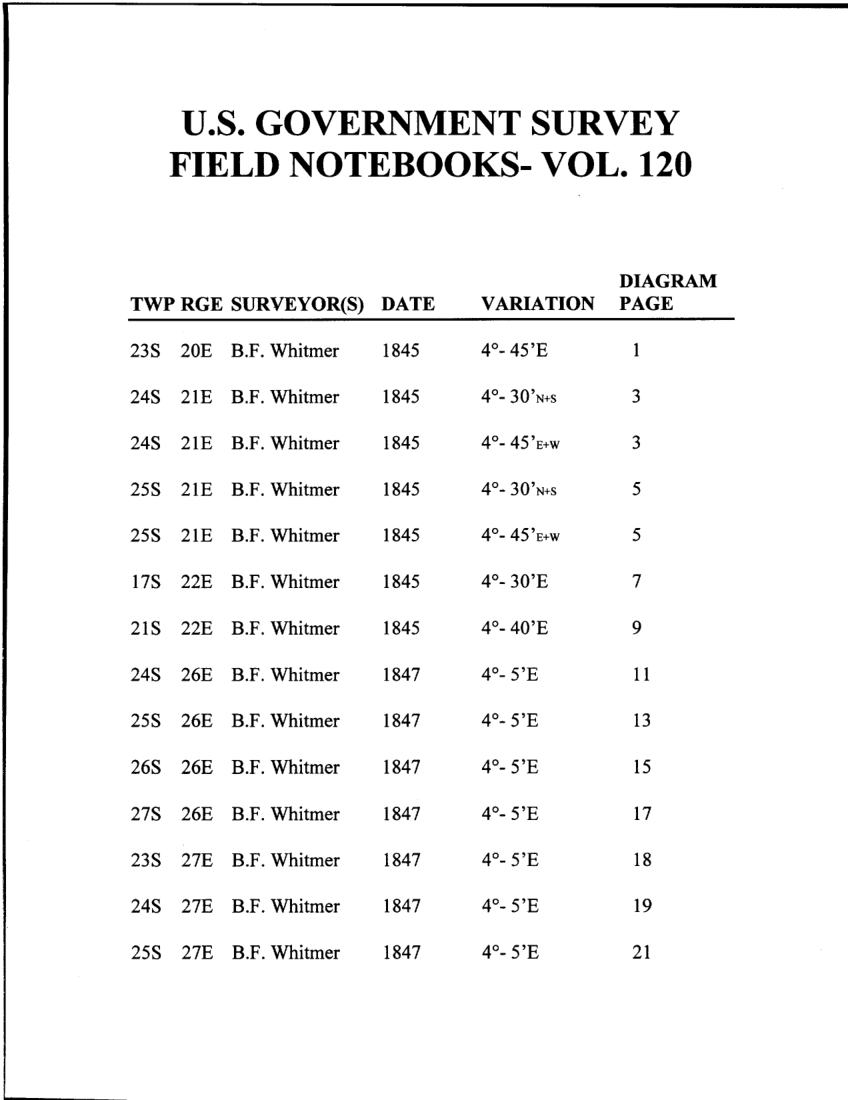 U.S. GOVERNMENT SURVEY
FIELD NOTEBOOKS- VOL. 120
DIAGRAM
TWP RGE SURVEYOR(S) DATE VARIATION PAGE
23S 20E B.F. Whitmer 1845 4°- 45’E 1
24S 21E B.F. Whitmer 1845 4°- 30’N+S 3
24S 21E B.F. Whitmer 1845 4°- 45’E+W 3
25S 21E B.F. Whitmer 1845 4°- 30’N+S 5
25S 21E B.F. Whitmer 1845 4°- 45’E+W 5
17S 22E B.F. Whitmer 1845 4°- 30’E 7
21S 22E B.F. Whitmer 1845 4°- 40’E 9
24S 26E B.F. Whitmer 1847 4°- 5’E 11
25S 26E B.F. Whitmer 1847 4°- 5’E 13
26S 26E B.F. Whitmer 1847 4°- 5’E 15
27S 26E B.F. Whitmer 1847 4°- 5’E 17
23S 27E B.F. Whitmer 1847 4°- 5’E 18
24S 27E B.F. Whitmer 1847 4°- 5’E 19
25S 27E B.F. Whitmer 1847 4°- 5’E 21